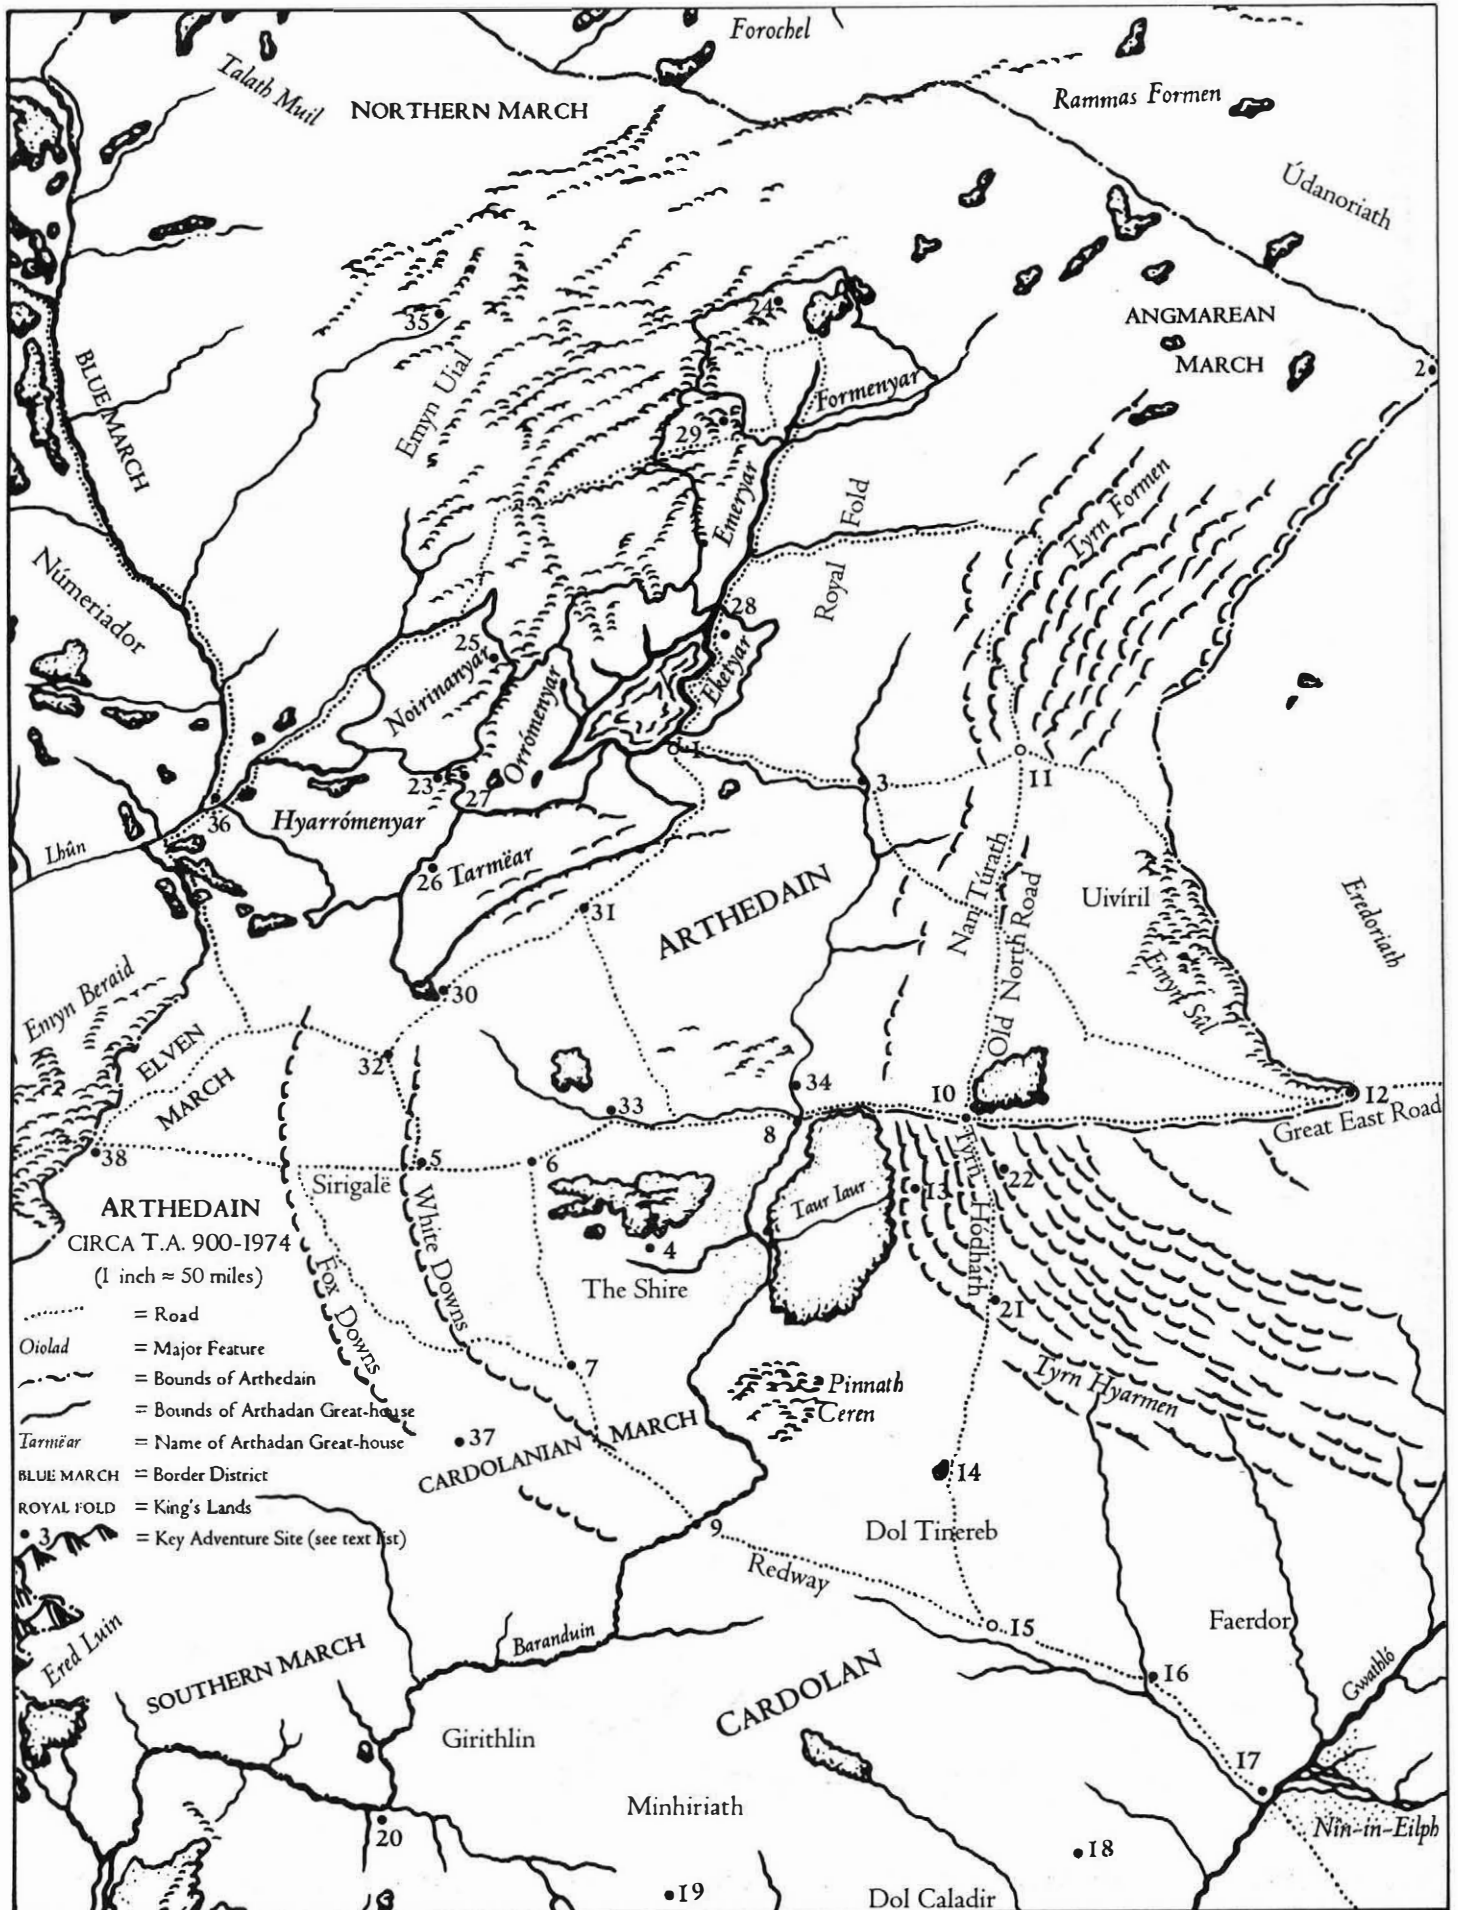 Forochel
Talath Muil
NORTHERN MARCH
Rammas Formen
Údanoriath
ANGMAREAN
MARCH
2
24
35
BLUE MARCH
Emyn Uial
Formenyar
29
Emeryar
Royal Fold
Tyrn Formen
Númeriador
28
25
Noirinanyar
Orrómenyar
Eketyar
1
3
11
23
27
36
Hyarrómenyar
Lhûn
26
Tarmëar
31
ARTHEDAIN
Nan Túrath
Old North Road
Uivíril
Eredoriath
Emyn Sûl
30
Emyn Beraid
ELVEN
MARCH
32
33
34
8
10
12
Great East Road
38
5
6
Sirigalë
White Downs
Fox Downs
4
The Shire
Taur Iaur
13
22
Tyrn Hódhath
21
ARTHEDAIN
CIRCA T.A. 900-1974
(1 inch ≈ 50 miles)
= Road
Oiolad = Major Feature
= Bounds of Arthedain
= Bounds of Arthadan Great-house
Tarmëar = Name of Arthadan Great-house
BLUE MARCH = Border District
ROYAL FOLD = King's Lands
3 = Key Adventure Site (see text list)
7
Pinnath
Ceren
Tyrn Hyarmen
37
CARDOLANIAN MARCH
14
Dol Tinereb
9
Redway
15
Faerdor
16
Gwathló
Ered Luin
SOUTHERN MARCH
Baranduin
CARDOLAN
Girithlin
17
Minhiriath
Nîn-in-Eilph
20
18
19
Dol Caladir